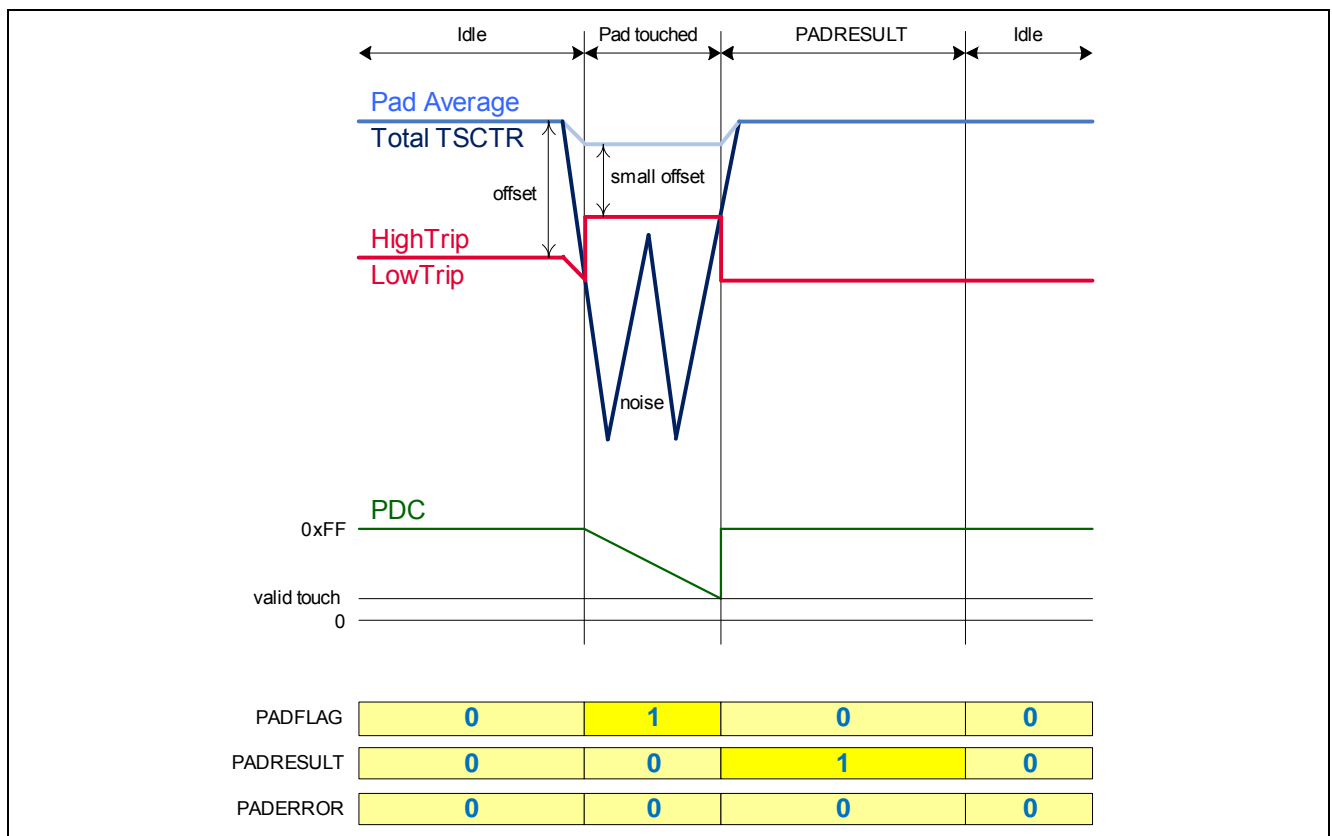 Idle Pad touched PADRESULT Idle
Pad Average
Total TSCTR
small offset
offset
HighTrip
LowTrip
noise
PDC
0xFF
valid touch
0
PADFLAG 0 1 0 0
PADRESULT 0 0 1 0
PADERROR 0 0 0 0